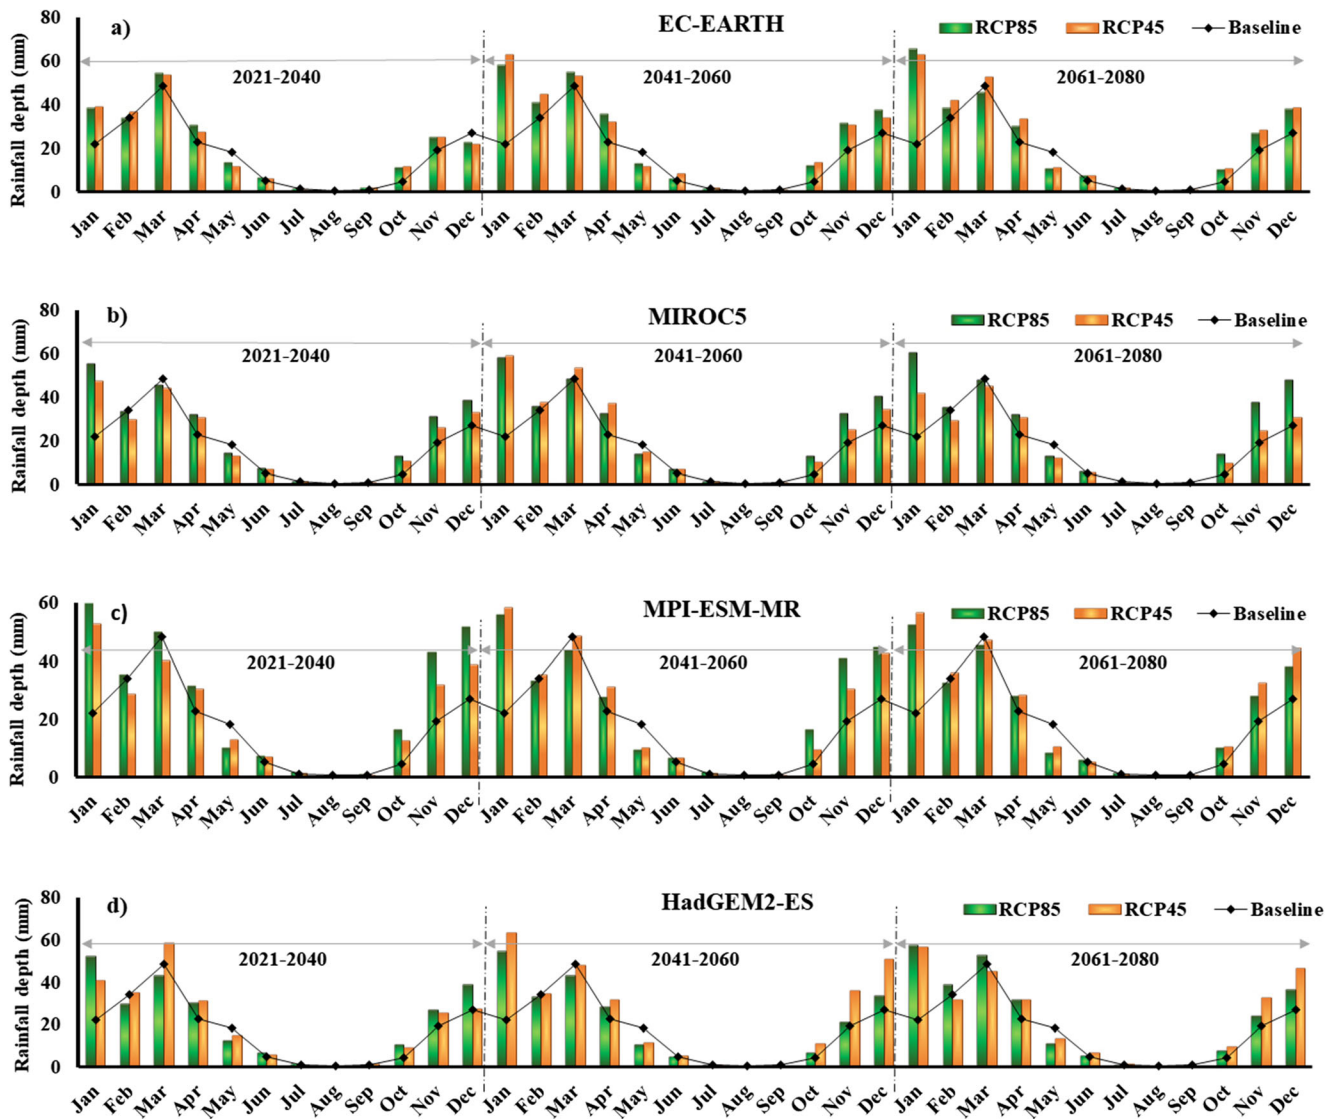 a)
EC-EARTH
RCP85 RCP45 Baseline
Rainfall depth (mm)
80
60
40
20
0
2021-2040 2041-2060 2061-2080
Jan Feb Mar Apr May Jun Jul Aug Sep Oct Nov Dec Jan Feb Mar Apr May Jun Jul Aug Sep Oct Nov Dec Jan Feb Mar Apr May Jun Jul Aug Sep Oct Nov Dec
b)
MIROC5
RCP85 RCP45 Baseline
Rainfall depth (mm)
80
60
40
20
0
2021-2040 2041-2060 2061-2080
Jan Feb Mar Apr May Jun Jul Aug Sep Oct Nov Dec Jan Feb Mar Apr May Jun Jul Aug Sep Oct Nov Dec Jan Feb Mar Apr May Jun Jul Aug Sep Oct Nov Dec
c)
MPI-ESM-MR
RCP85 RCP45 Baseline
Rainfall depth (mm)
60
40
20
0
2021-2040 2041-2060 2061-2080
Jan Feb Mar Apr May Jun Jul Aug Sep Oct Nov Dec Jan Feb Mar Apr May Jun Jul Aug Sep Oct Nov Dec Jan Feb Mar Apr May Jun Jul Aug Sep Oct Nov Dec
d)
HadGEM2-ES
RCP85 RCP45 Baseline
Rainfall depth (mm)
80
60
40
20
0
2021-2040 2041-2060 2061-2080
Jan Feb Mar Apr May Jun Jul Aug Sep Oct Nov Dec Jan Feb Mar Apr May Jun Jul Aug Sep Oct Nov Dec Jan Feb Mar Apr May Jun Jul Aug Sep Oct Nov Dec